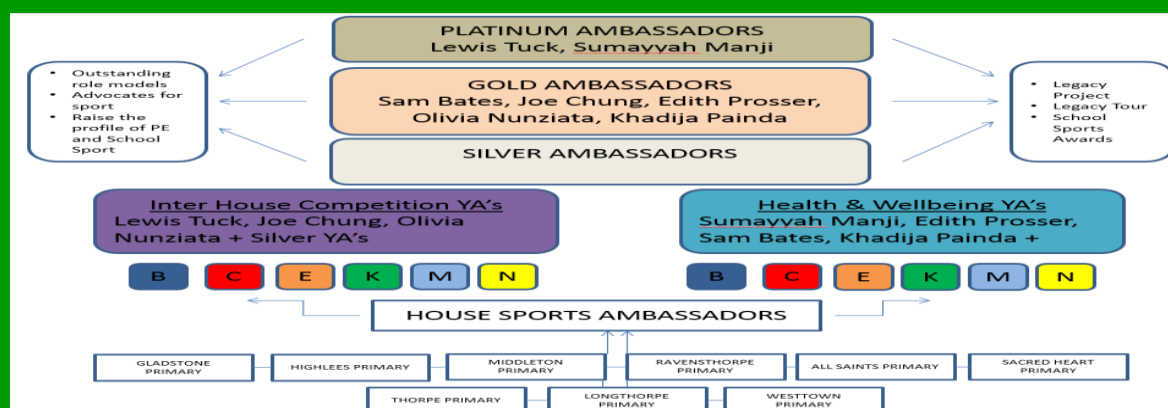 PLATINUM AMBASSADORS
Lewis Tuck, Sumayyah Manji
• Outstanding
role models
• Advocates for
sport
• Raise the
profile of PE
and School
Sport
GOLD AMBASSADORS
Sam Bates, Joe Chung, Edith Prosser,
Olivia Nunziata, Khadija Painda
• Legacy
Project
• Legacy Tour
• School
Sports
Awards
SILVER AMBASSADORS
Inter House Competition YA's
Lewis Tuck, Joe Chung, Olivia
Nunziata + Silver YA's
Health & Wellbeing YA's
Sumayyah Manji, Edith Prosser,
Sam Bates, Khadija Painda +
B C E K M N
B C E K M N
HOUSE SPORTS AMBASSADORS
GLADSTONE
PRIMARY
HIGHLEES PRIMARY
MIDDLETON
PRIMARY
RAVENSTHORPE
PRIMARY
ALL SAINTS PRIMARY
SACRED HEART
PRIMARY
THORPE PRIMARY
LONGTHORPE
PRIMARY
WESTTOWN
PRIMARY